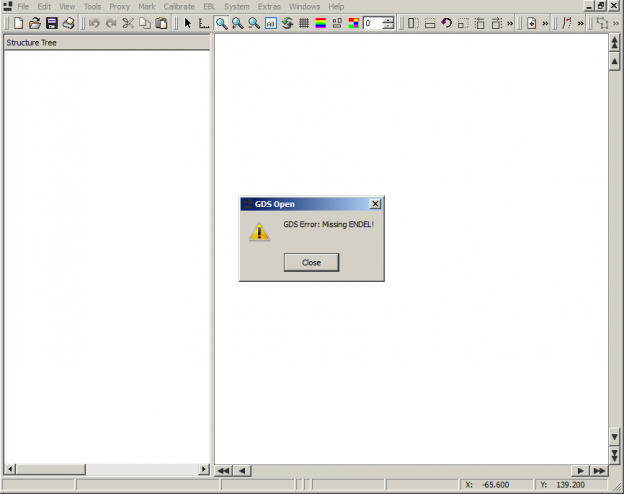 File Edit View Tools Proxy Mark Calibrate EBL System Extras Windows Help
All 0
Structure Tree
GDS Open
GDS Error: Missing ENDEL!
Close
X: -65.600 Y: 139.200